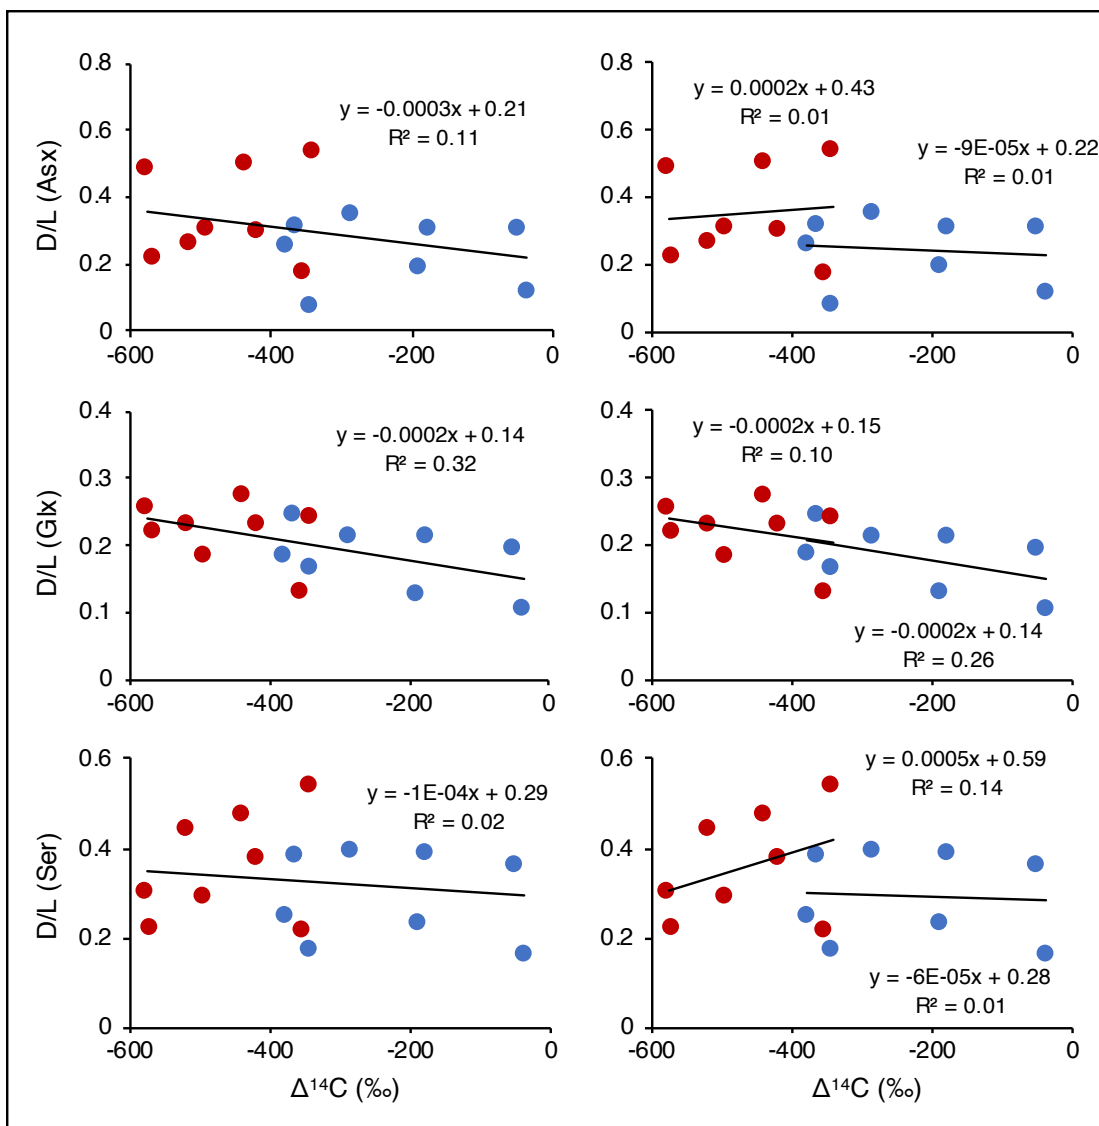 0.8
0.6
0.4
0.2
0
D/L (Asx)
y = -0.0003x + 0.21
R² = 0.11
-600
-400
-200
0
0.8
0.6
0.4
0.2
0
y = 0.0002x + 0.43
R² = 0.01
y = -9E-05x + 0.22
R² = 0.01
-600
-400
-200
0
0.4
0.3
0.2
0.1
0
D/L (Glx)
y = -0.0002x + 0.14
R² = 0.32
-600
-400
-200
0
0.4
0.3
0.2
0.1
0
y = -0.0002x + 0.15
R² = 0.10
y = -0.0002x + 0.14
R² = 0.26
-600
-400
-200
0
0.6
0.4
0.2
0
D/L (Ser)
y = -1E-04x + 0.29
R² = 0.02
-600
-400
-200
0
Δ¹⁴C (‰)
0.6
0.4
0.2
0
y = 0.0005x + 0.59
R² = 0.14
y = -6E-05x + 0.28
R² = 0.01
-600
-400
-200
0
Δ¹⁴C (‰)